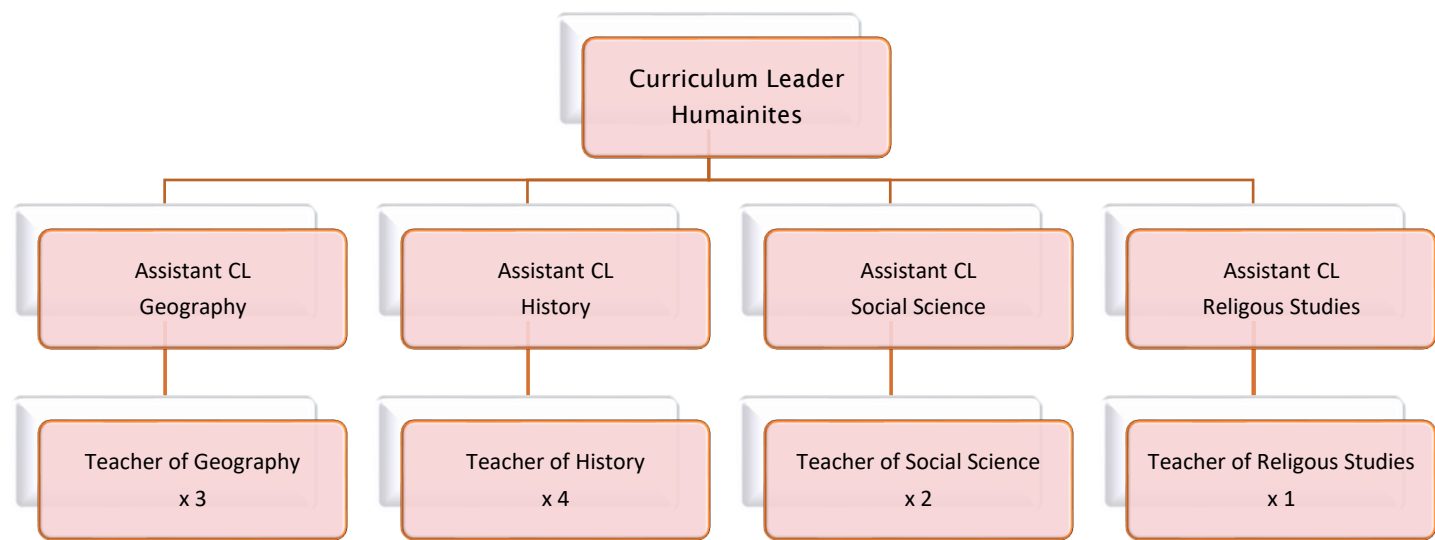 Curriculum Leader
Humainites
Assistant CL
Geography
Assistant CL
History
Assistant CL
Social Science
Assistant CL
Religous Studies
Teacher of Geography
x 3
Teacher of History
x 4
Teacher of Social Science
x 2
Teacher of Religous Studies
x 1